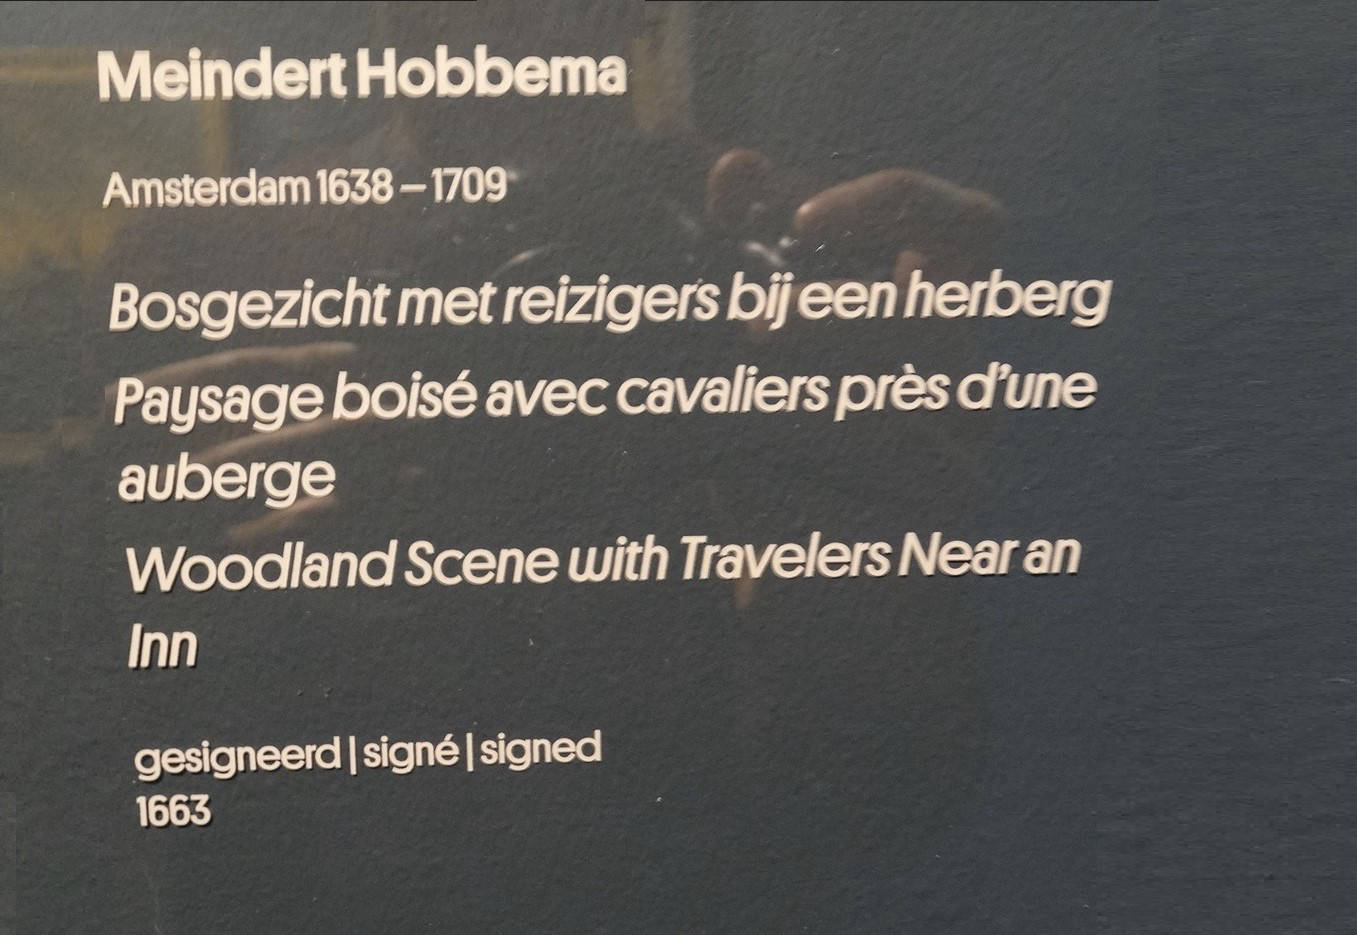 Meindert Hobbema
Amsterdam 1638 – 1709
Bosgezicht met reizigers bij een herberg
Paysage boisé avec cavaliers près d’une
auberge
Woodland Scene with Travelers Near an
Inn
gesigneerd | signé | signed
1663